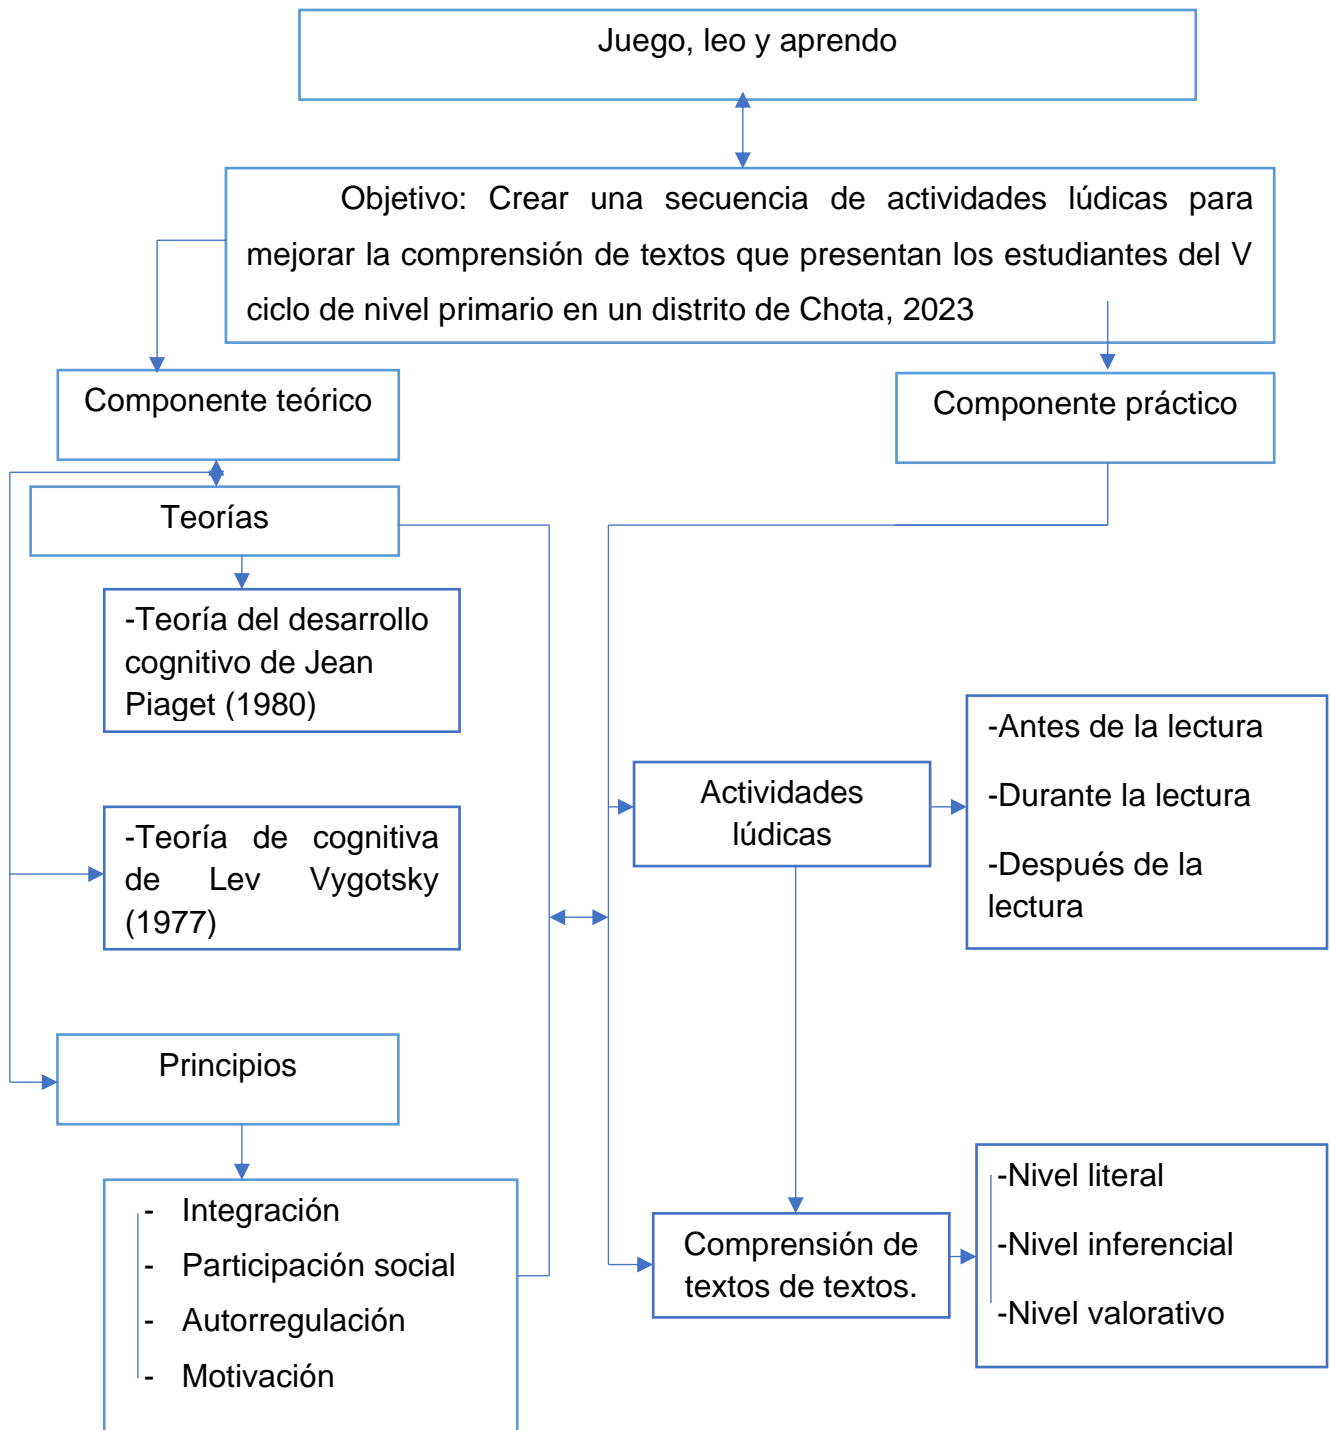 Juego, leo y aprendo
Objetivo: Crear una secuencia de actividades lúdicas para
mejorar la comprensión de textos que presentan los estudiantes del V
ciclo de nivel primario en un distrito de Chota, 2023
Componente teórico
Componente práctico
Teorías
-Teoría del desarrollo
cognitivo de Jean
Piaget (1980)
-Teoría de cognitiva
de Lev Vygotsky
(1977)
Principios
- Integración
- Participación social
- Autorregulación
- Motivación
Actividades
lúdicas
-Antes de la lectura
-Durante la lectura
-Después de la
lectura
Comprensión de
textos de textos.
-Nivel literal
-Nivel inferencial
-Nivel valorativo